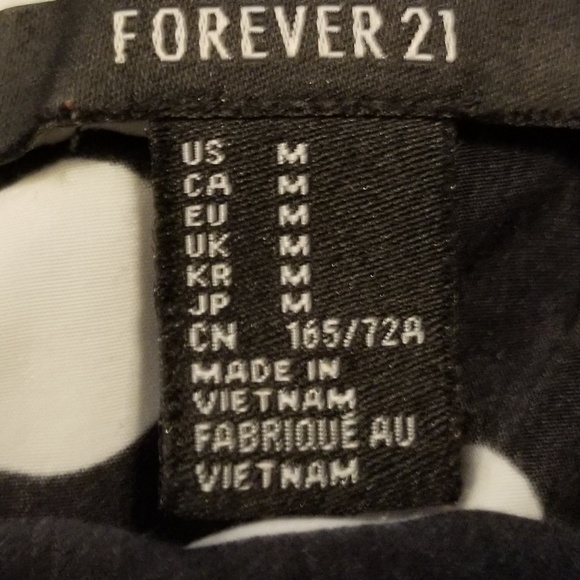 FOREVER 21
US M
CA M
EU M
UK M
KR M
JP M
CN 165/72A
MADE IN
VIETNAM
FABRIQUÉ AU
VIETNAM